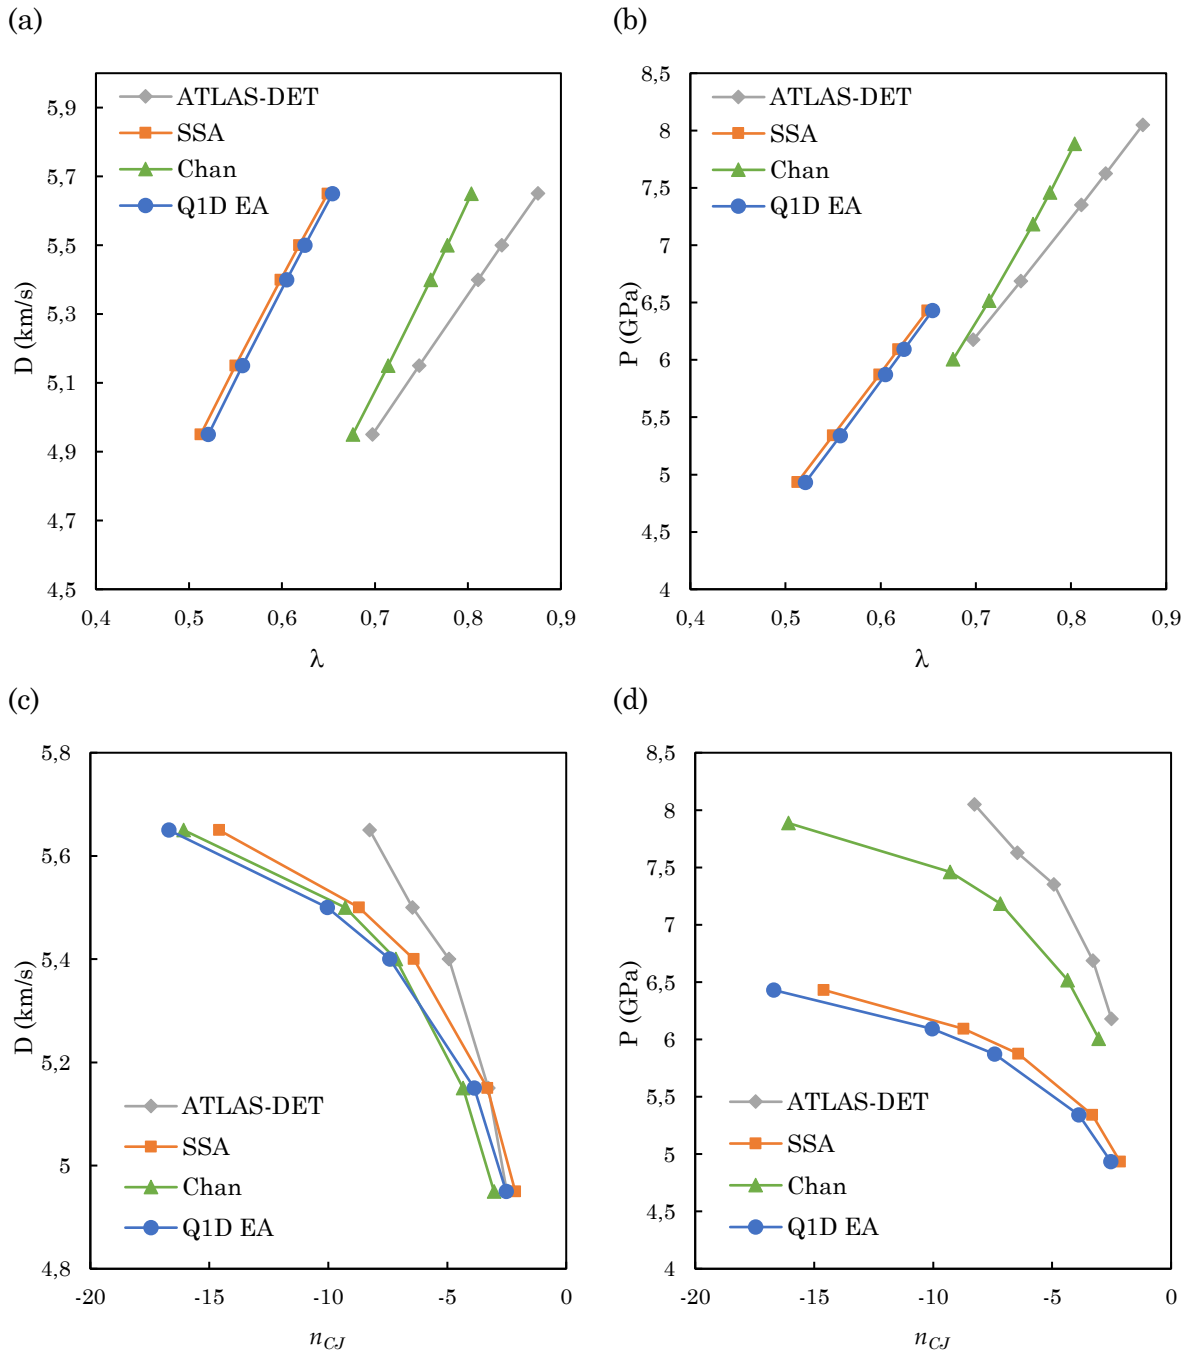 (a)
5,9
5,7
5,5
5,3
5,1
4,9
4,7
4,5
D (km/s)
ATLAS-DET
SSA
Chan
Q1D EA
0,4 0,5 0,6 0,7 0,8 0,9
λ
(b)
8,5
8
7,5
7
6,5
6
5,5
5
4,5
4
P (GPa)
ATLAS-DET
SSA
Chan
Q1D EA
0,4 0,5 0,6 0,7 0,8 0,9
λ
(c)
5,8
5,6
5,4
5,2
5
4,8
D (km/s)
ATLAS-DET
SSA
Chan
Q1D EA
-20 -15 -10 -5 0
n_CJ
(d)
8,5
8
7,5
7
6,5
6
5,5
5
4,5
4
P (GPa)
ATLAS-DET
SSA
Chan
Q1D EA
-20 -15 -10 -5 0
n_CJ